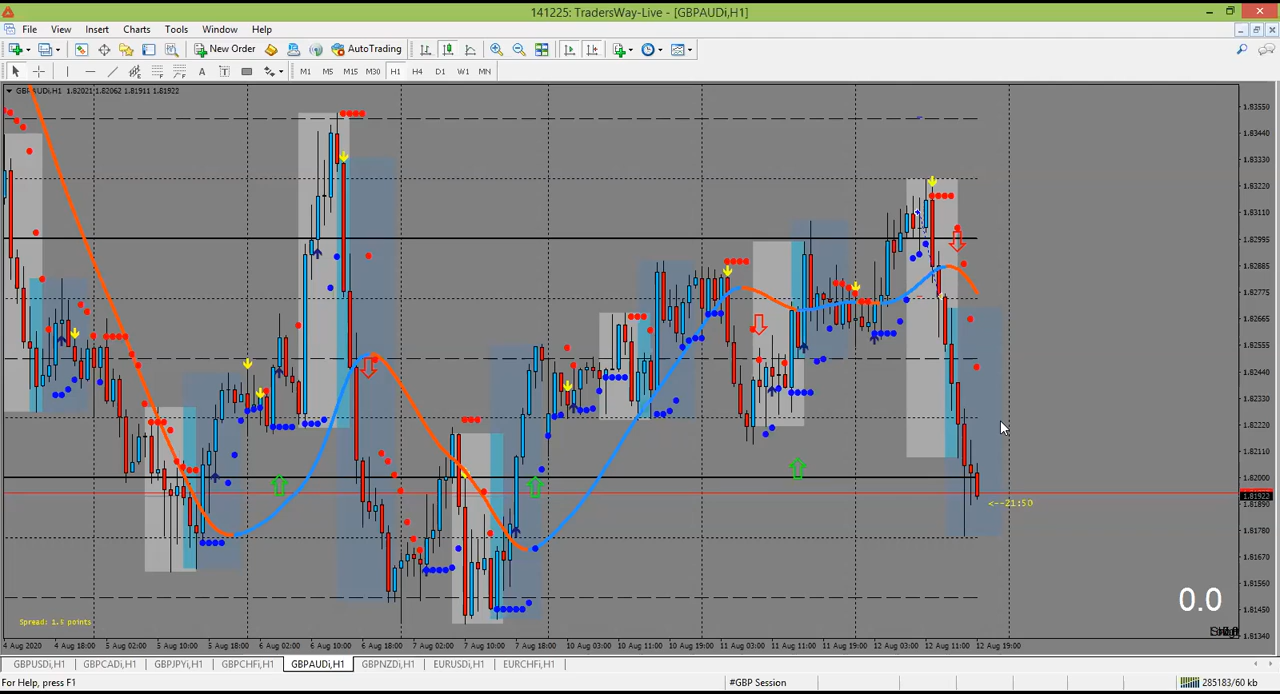 141225: TradersWay-Live - [GBPAUDi,H1]
File View Insert Charts Tools Window Help
New Order AutoTrading
M1 M5 M15 M30 H1 H4 D1 W1 MN
GBPAUDi,H1 1.82021 1.82062 1.81911 1.81922
1.83550
1.83220
1.83110
1.82995
1.82885
1.82775
1.82665
1.82555
1.82440
1.82330
1.82220
1.82110
1.82000
1.81922
1.81890
<--21:50
1.81780
1.81670
1.81560
1.81450
1.81340
0.0
Spread: 1.5 points
4 Aug 2020 4 Aug 18:00 5 Aug 02:00 5 Aug 10:00 5 Aug 18:00 6 Aug 02:00 6 Aug 10:00 6 Aug 18:00 7 Aug 02:00 7 Aug 10:00 7 Aug 18:00 10 Aug 03:00 10 Aug 11:00 10 Aug 19:00 11 Aug 03:00 11 Aug 11:00 11 Aug 19:00 12 Aug 03:00 12 Aug 11:00 12 Aug 19:00
GBPUSDi,H1 GBPCADi,H1 GBPJPYi,H1 GBPCHFi,H1 GBPAUDi,H1 GBPNZDi,H1 EURUSDi,H1 EURCHFi,H1
For Help, press F1 #GBP Session 285183/60 kb